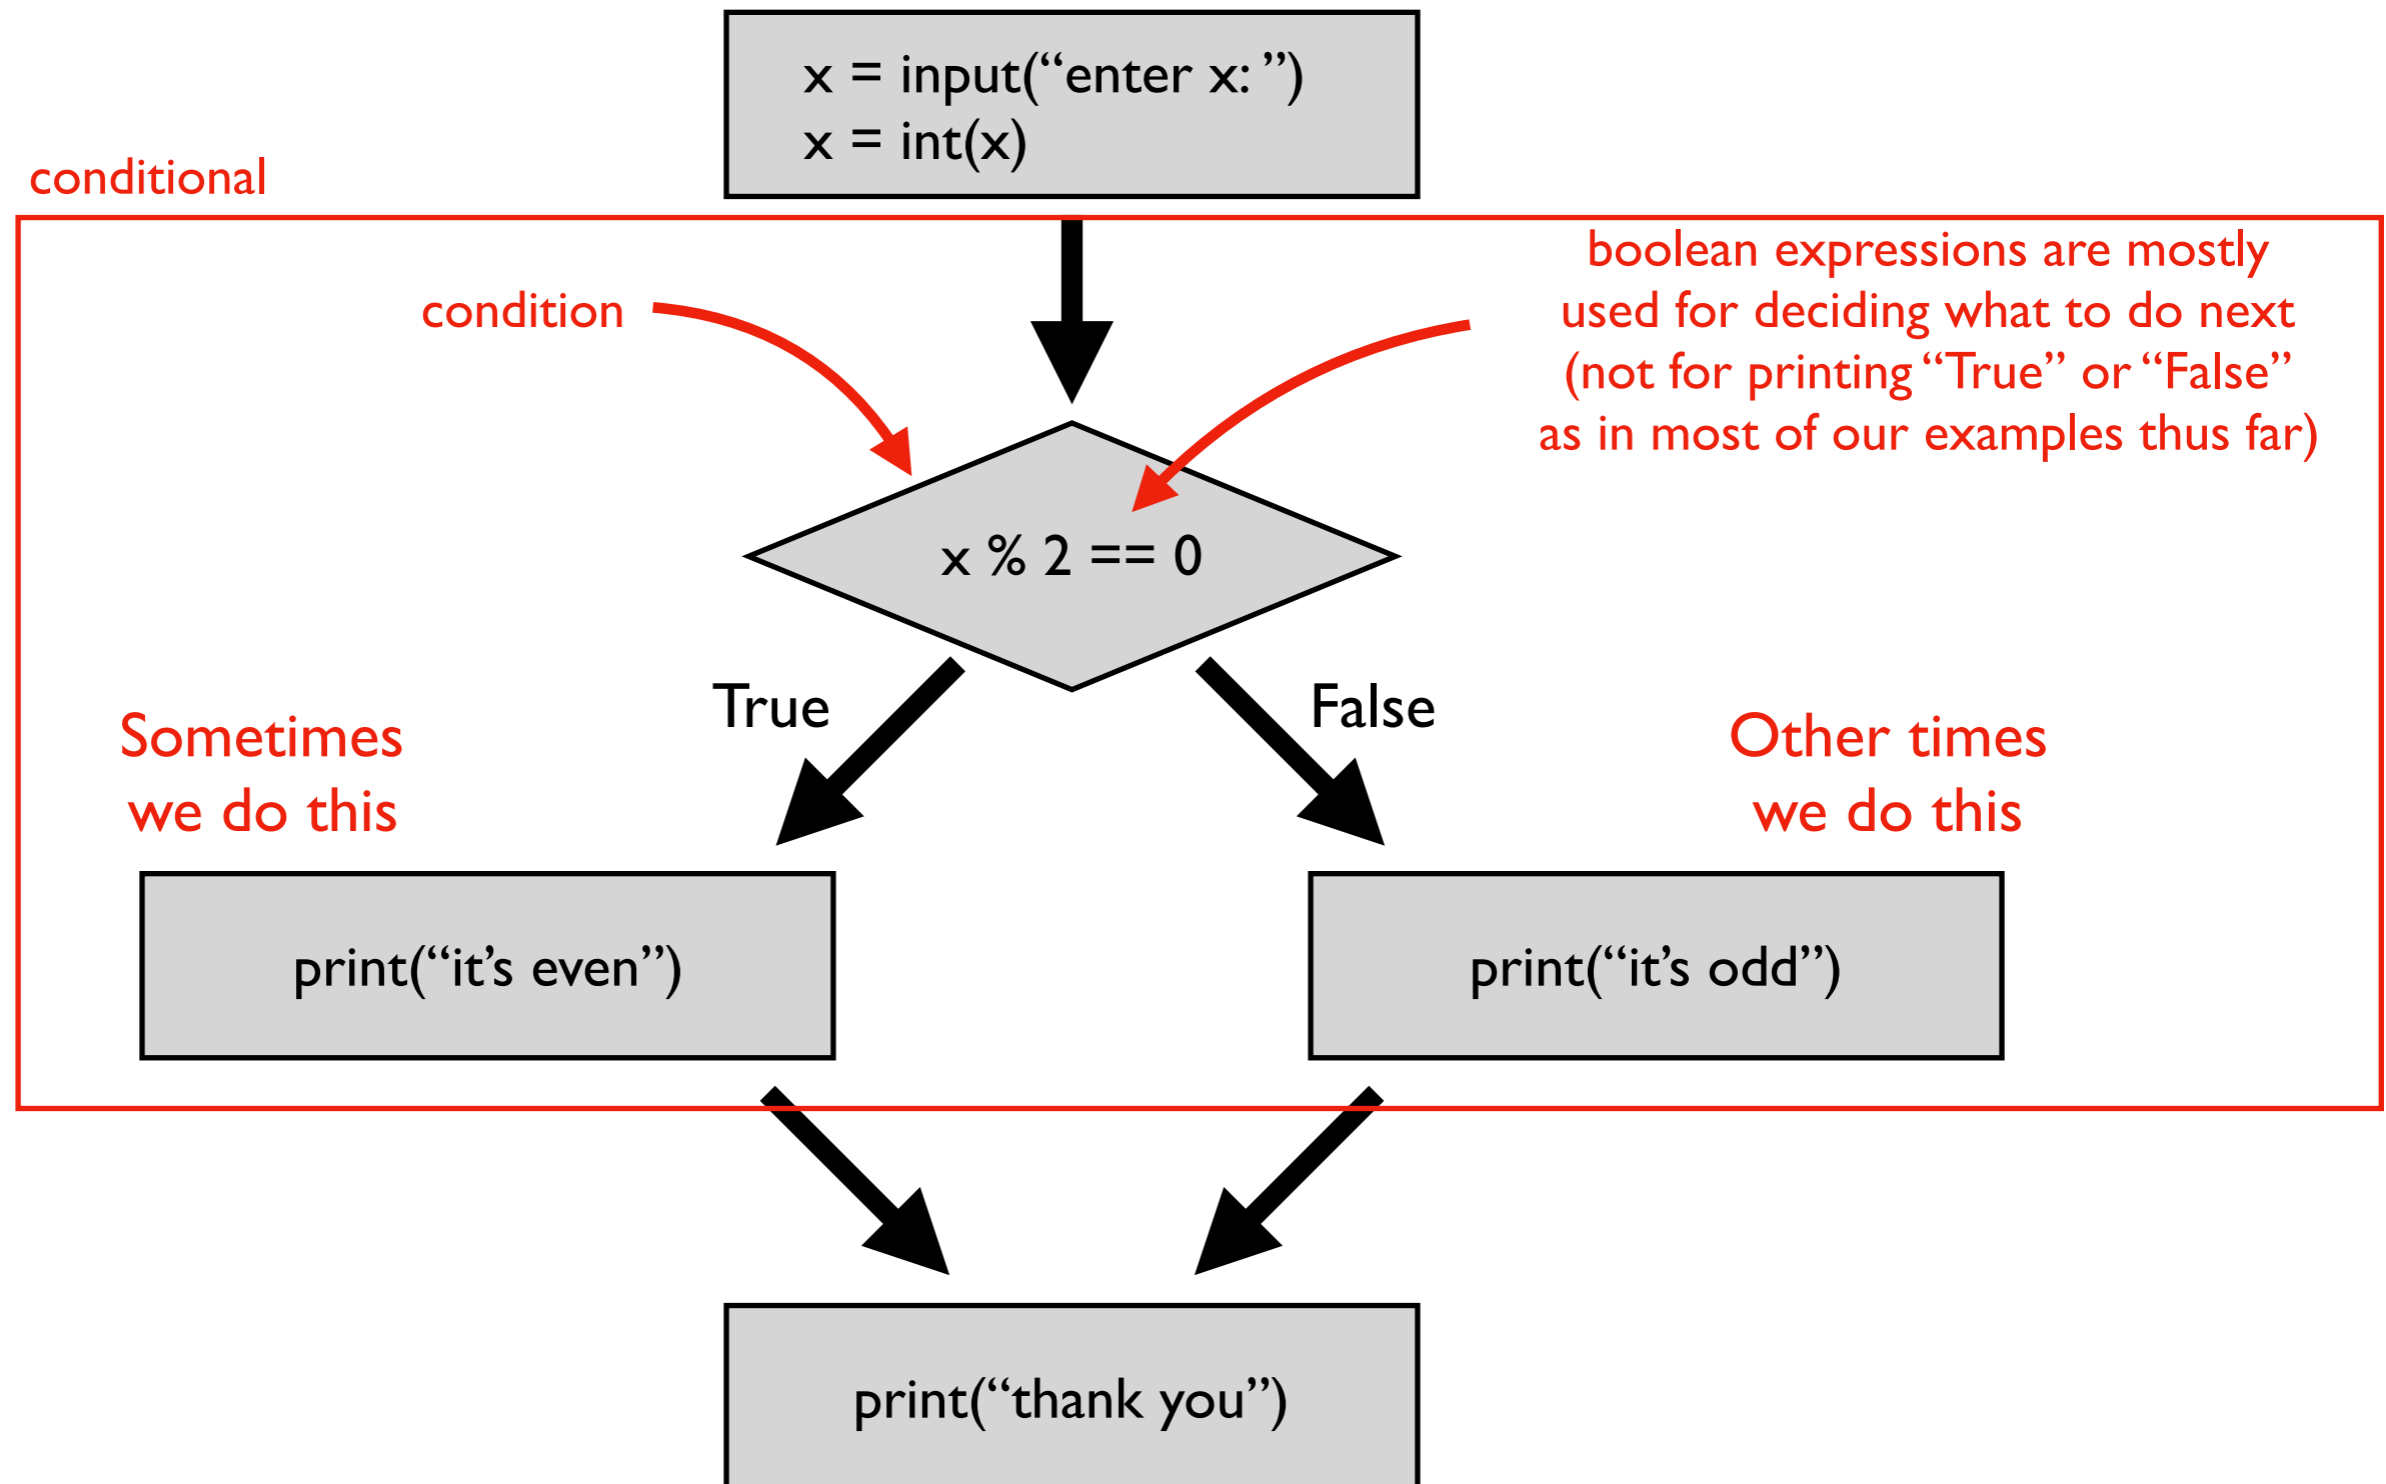 x = input(“enter x: ”)
x = int(x)
conditional
condition
boolean expressions are mostly
used for deciding what to do next
(not for printing “True” or “False”
as in most of our examples thus far)
x % 2 == 0
True
False
Sometimes
we do this
Other times
we do this
print(“it’s even”)
print(“it’s odd”)
print(“thank you”)